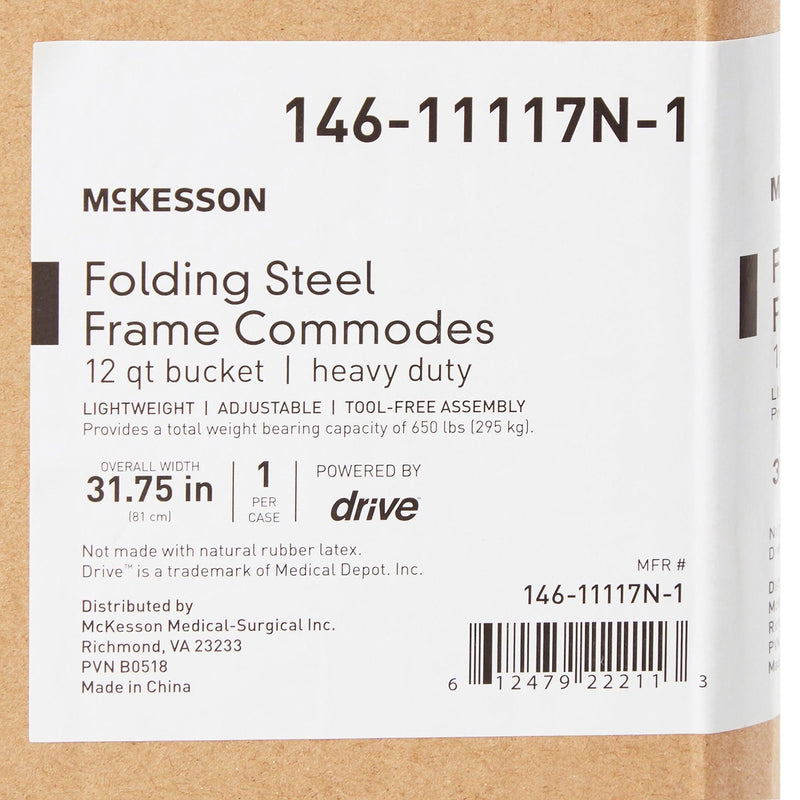 146-11117N-1
McKESSON
Folding Steel
Frame Commodes
12 qt bucket | heavy duty
LIGHTWEIGHT | ADJUSTABLE | TOOL-FREE ASSEMBLY
Provides a total weight bearing capacity of 650 lbs (295 kg).
OVERALL WIDTH
31.75 in
(81 cm)
1
PER
CASE
POWERED BY
drive
Not made with natural rubber latex.
Drive™ is a trademark of Medical Depot. Inc.
Distributed by
McKesson Medical-Surgical Inc.
Richmond, VA 23233
PVN B0518
Made in China
MFR #
146-11117N-1
6 12479 22211 3